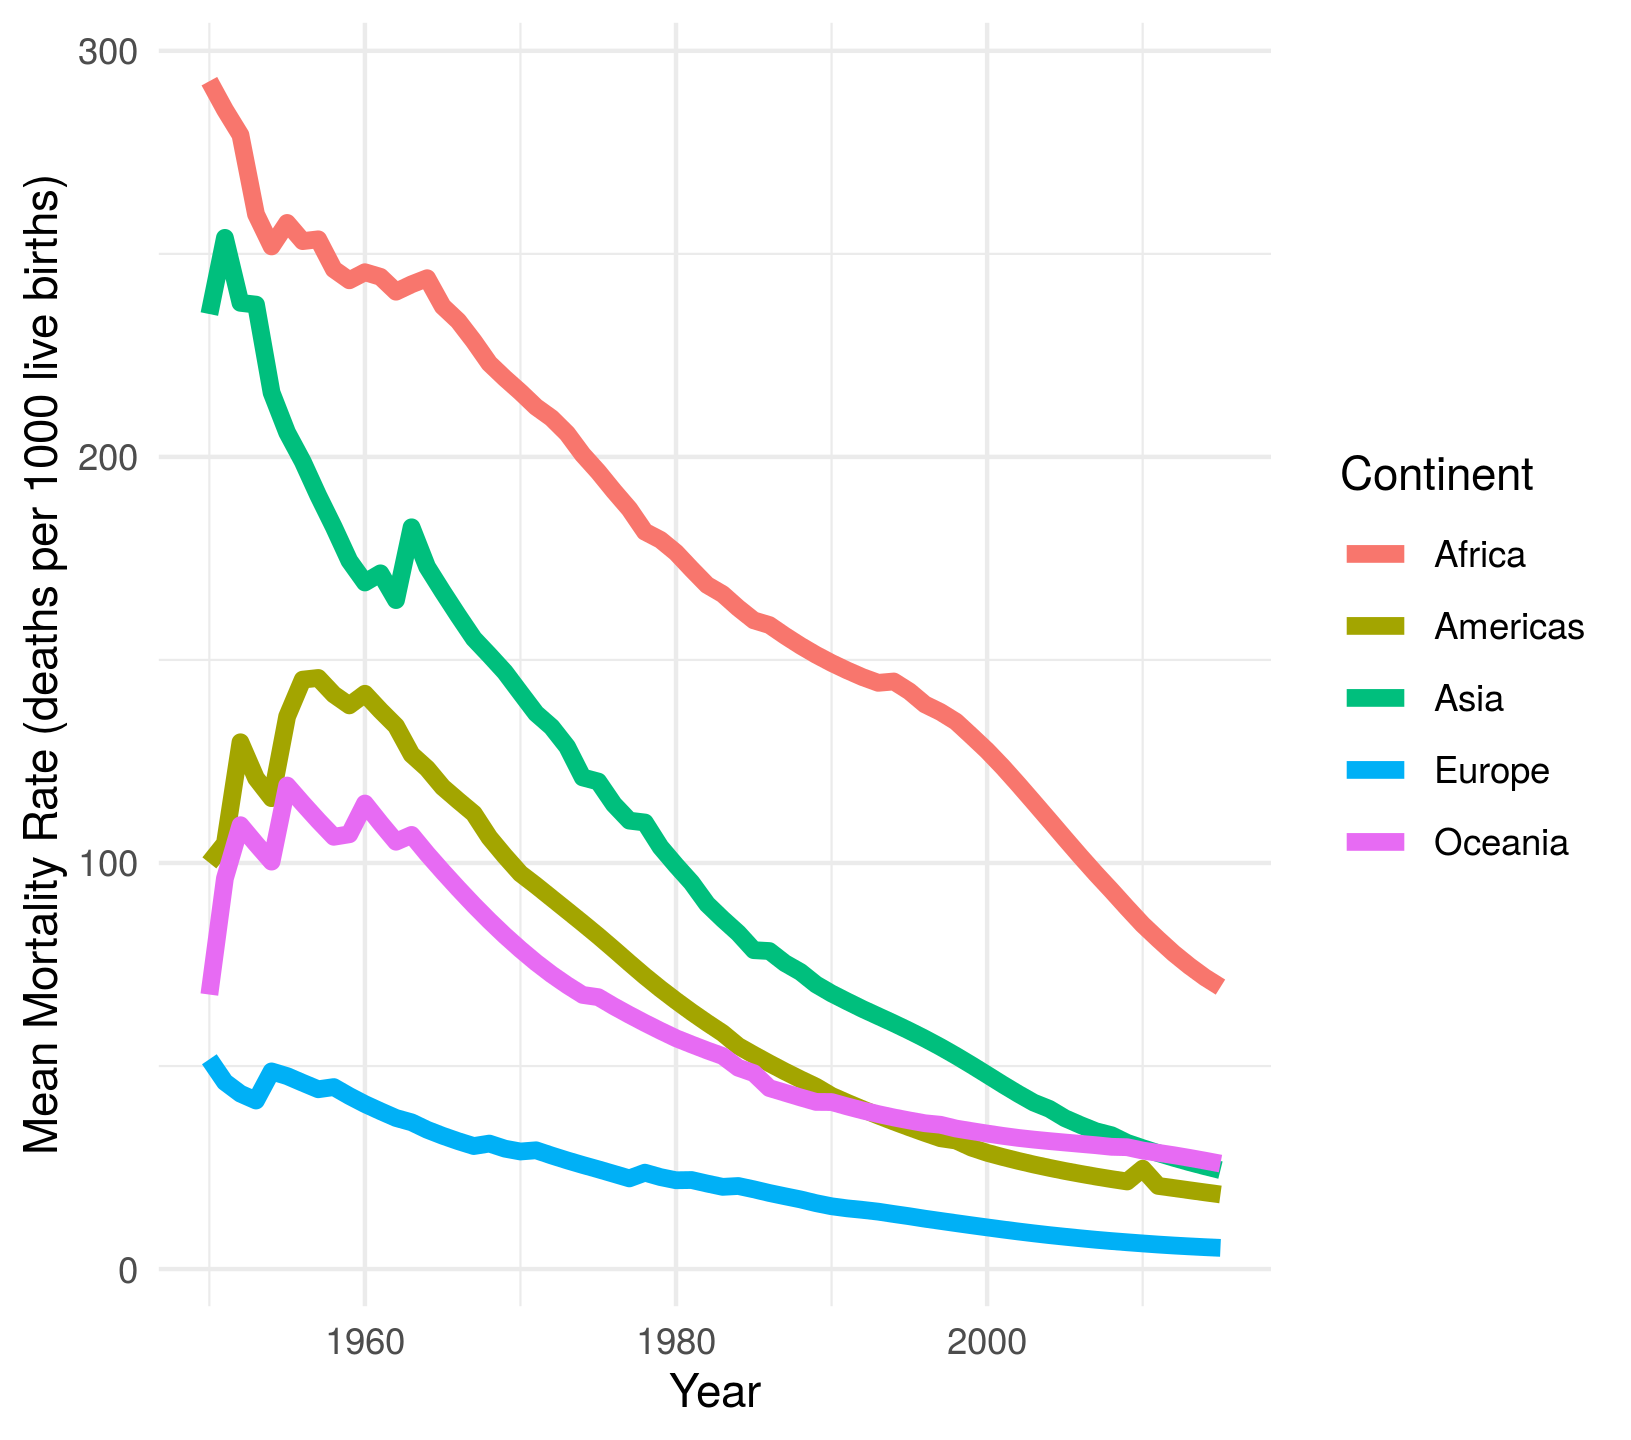 Mean Mortality Rate (deaths per 1000 live births)
300
200
100
0
1960
1980
2000
Year
Continent
Africa
Americas
Asia
Europe
Oceania